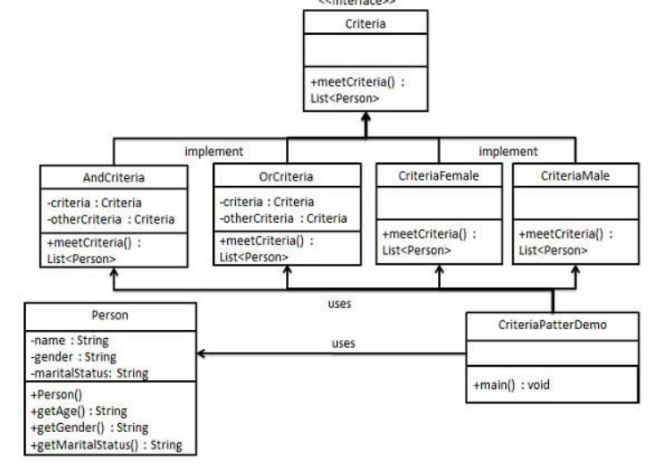 <<interface>>
Criteria
+meetCriteria() :
List<Person>
implement
implement
AndCriteria
-criteria : Criteria
-otherCriteria : Criteria
+meetCriteria() :
List<Person>
OrCriteria
-criteria : Criteria
-otherCriteria : Criteria
+meetCriteria() :
List<Person>
CriteriaFemale
+meetCriteria() :
List<Person>
CriteriaMale
+meetCriteria() :
List<Person>
uses
Person
-name : String
-gender : String
-maritalStatus: String
+Person()
+getAge() : String
+getGender() : String
+getMaritalStatus() : String
uses
CriteriaPatterDemo
+main() : void